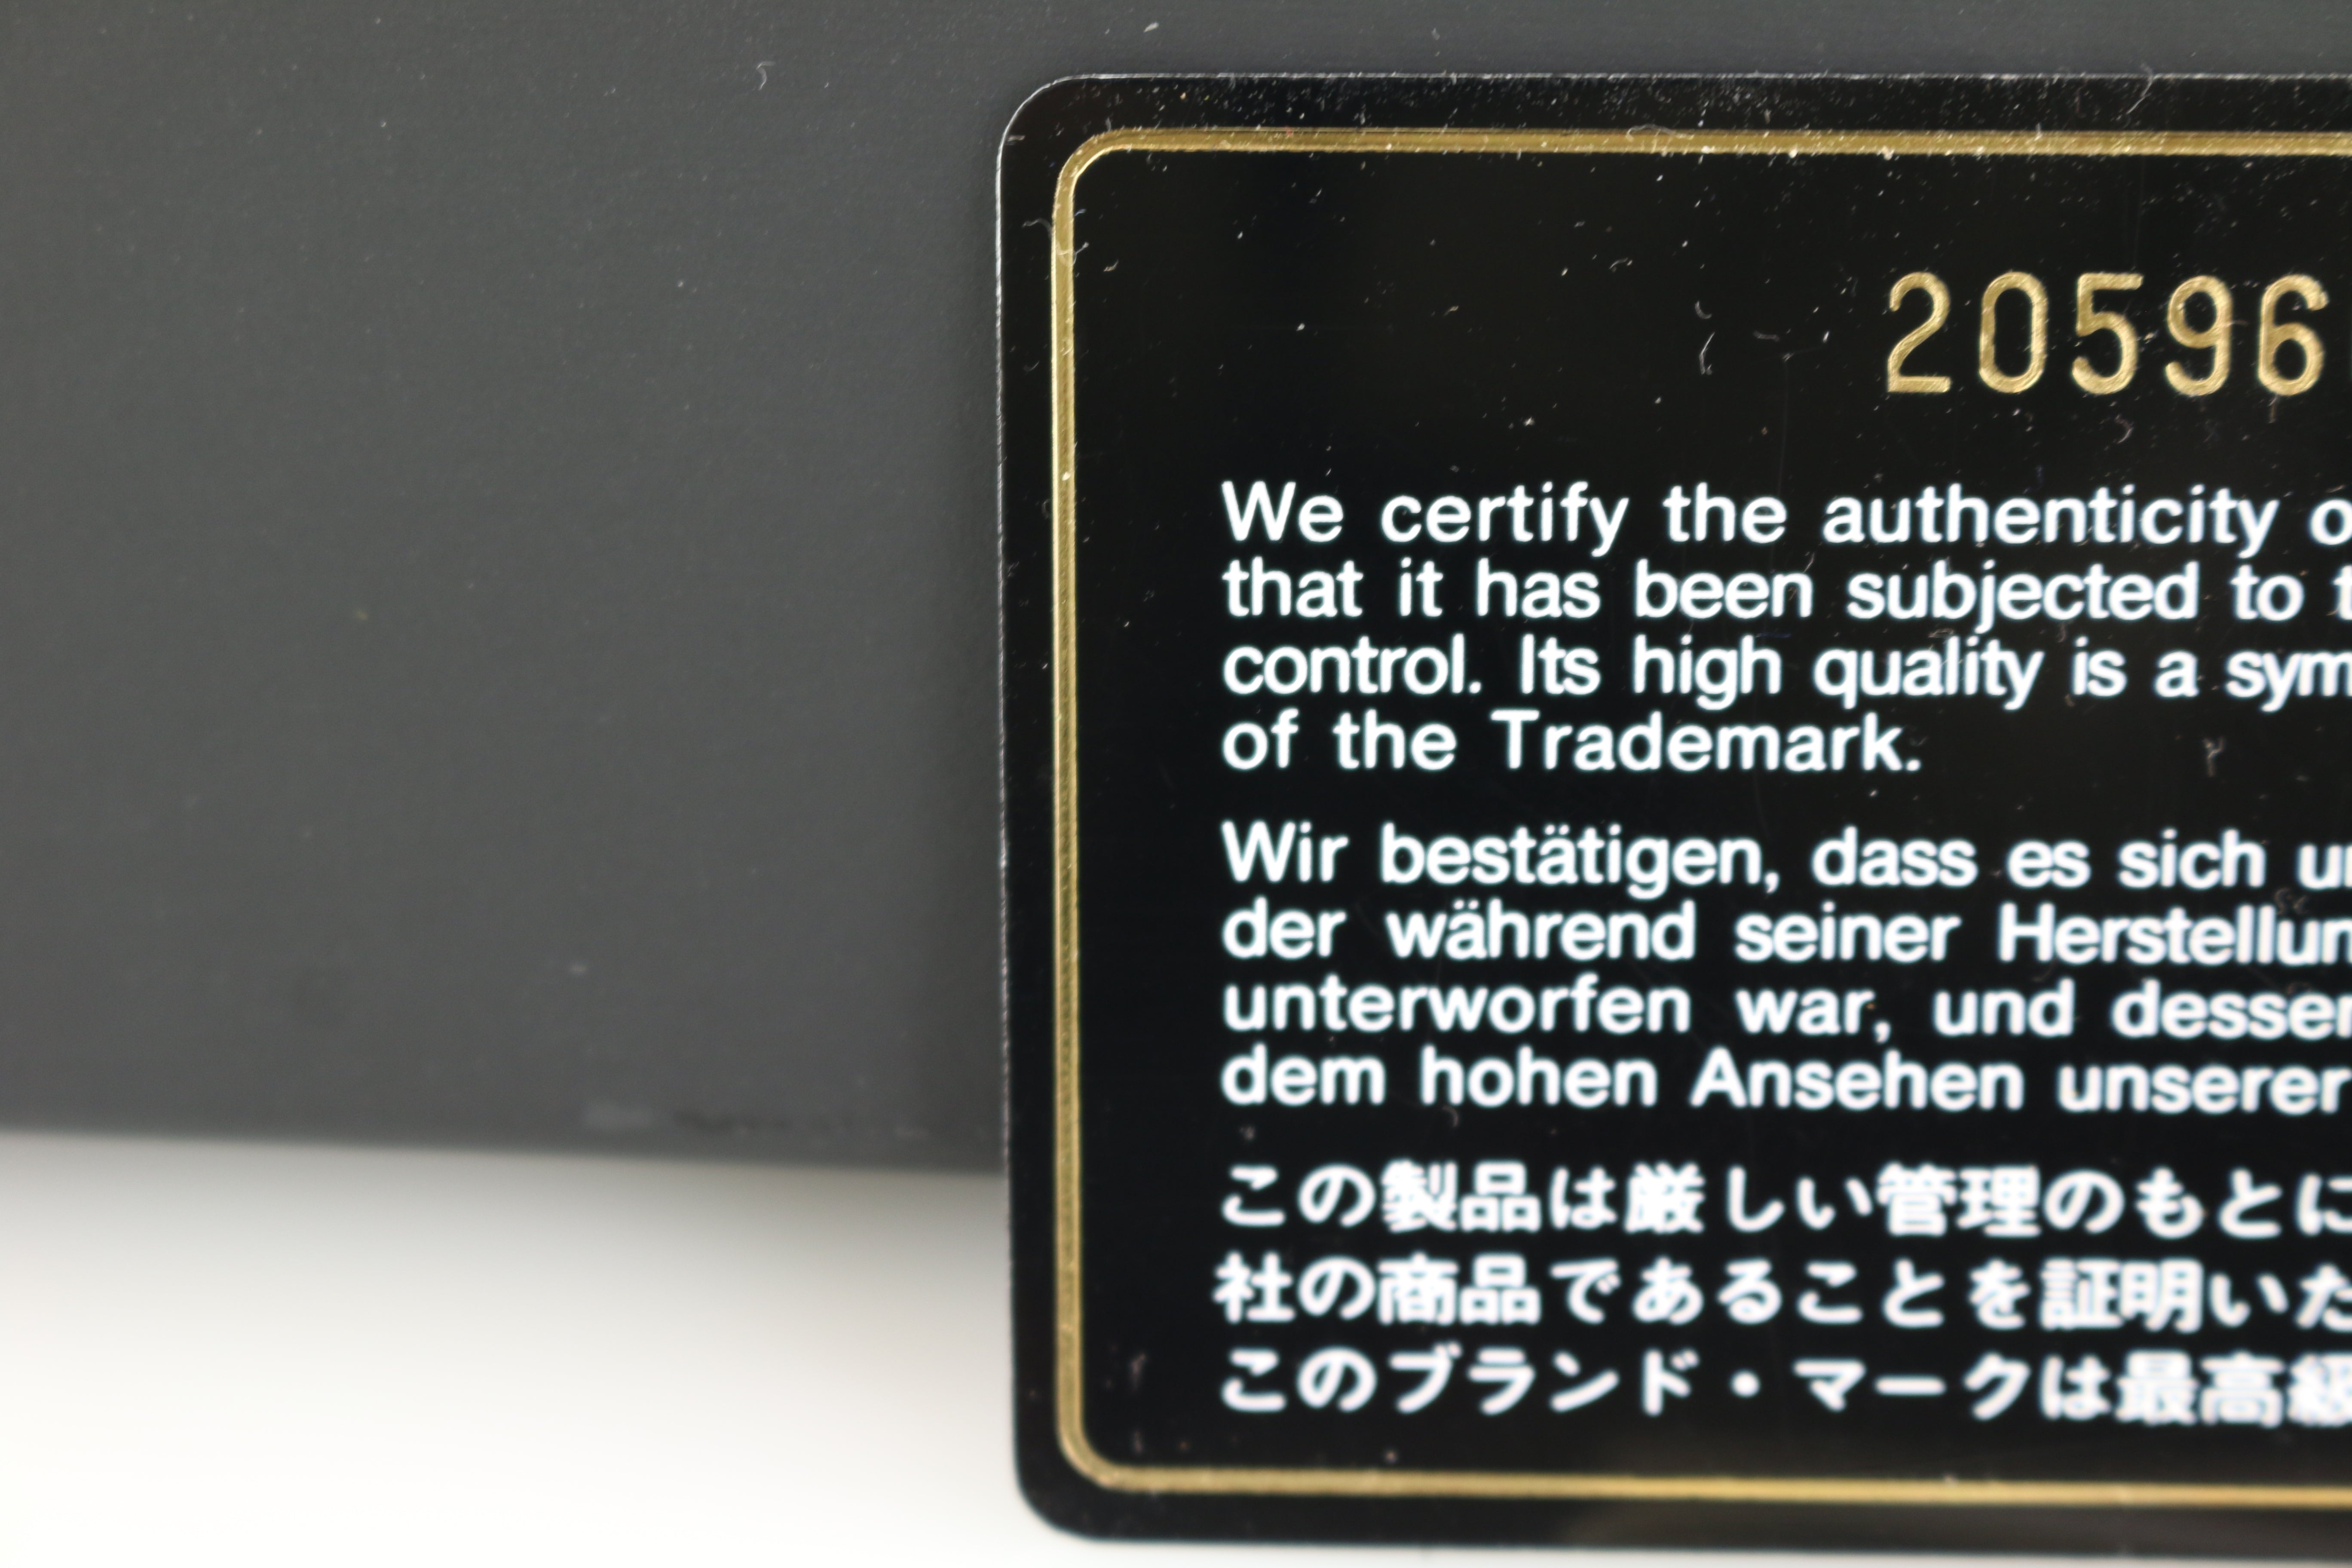 20596
We certify the authenticity o
that it has been subjected to t
control. Its high quality is a sym
of the Trademark.
Wir bestätigen, dass es sich u
der während seiner Herstellun
unterworfen war, und desser
dem hohen Ansehen unserer
この製品は厳しい管理のもとに
社の商品であることを証明いた
このブランド・マークは最高級